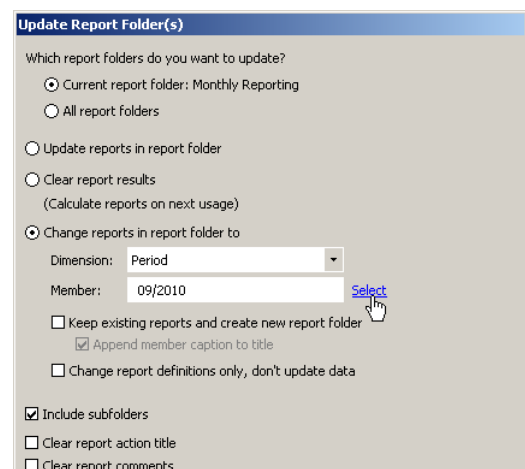 Update Report Folder(s)
Which report folders do you want to update?
Current report folder: Monthly Reporting
All report folders
Update reports in report folder
Clear report results
(Calculate reports on next usage)
Change reports in report folder to
Dimension: Period
Member: 09/2010 Select
Keep existing reports and create new report folder
Append member caption to title
Change report definitions only, don't update data
Include subfolders
Clear report action title
Clear report comments